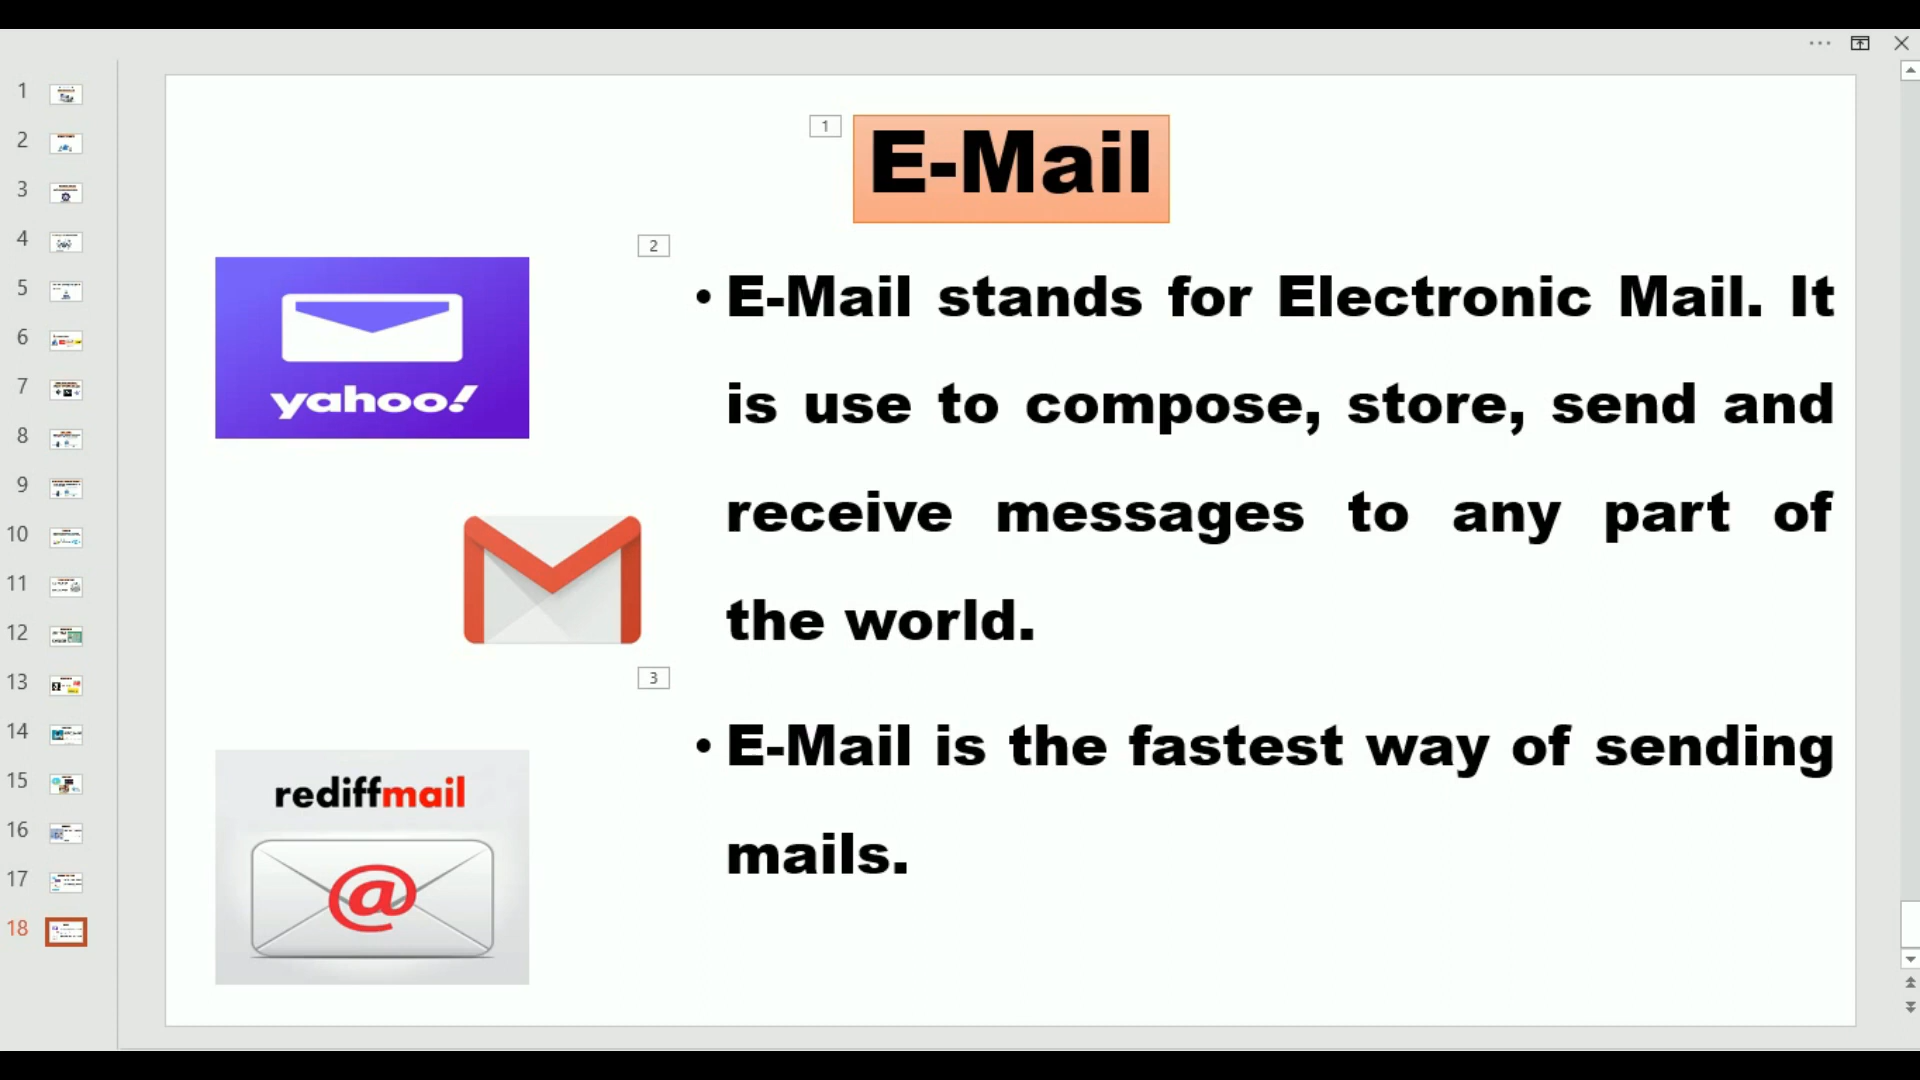 1
2
3
4
5
6
7
8
9
10
11
12
13
14
15
16
17
18
1
E-Mail
2
• E-Mail stands for Electronic Mail. It
is use to compose, store, send and
receive messages to any part of
the world.
3
• E-Mail is the fastest way of sending
mails.
yahoo!
rediffmail
@